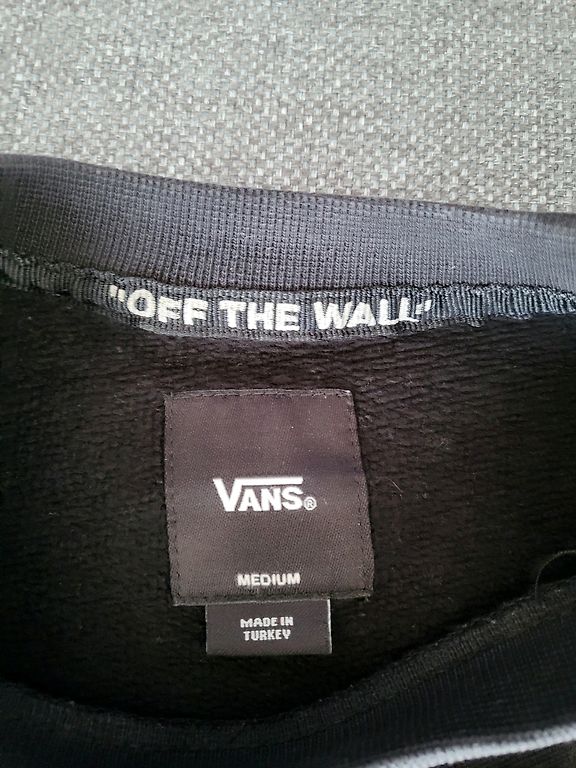 "OFF THE WALL"
VANS®
MEDIUM
MADE IN
TURKEY